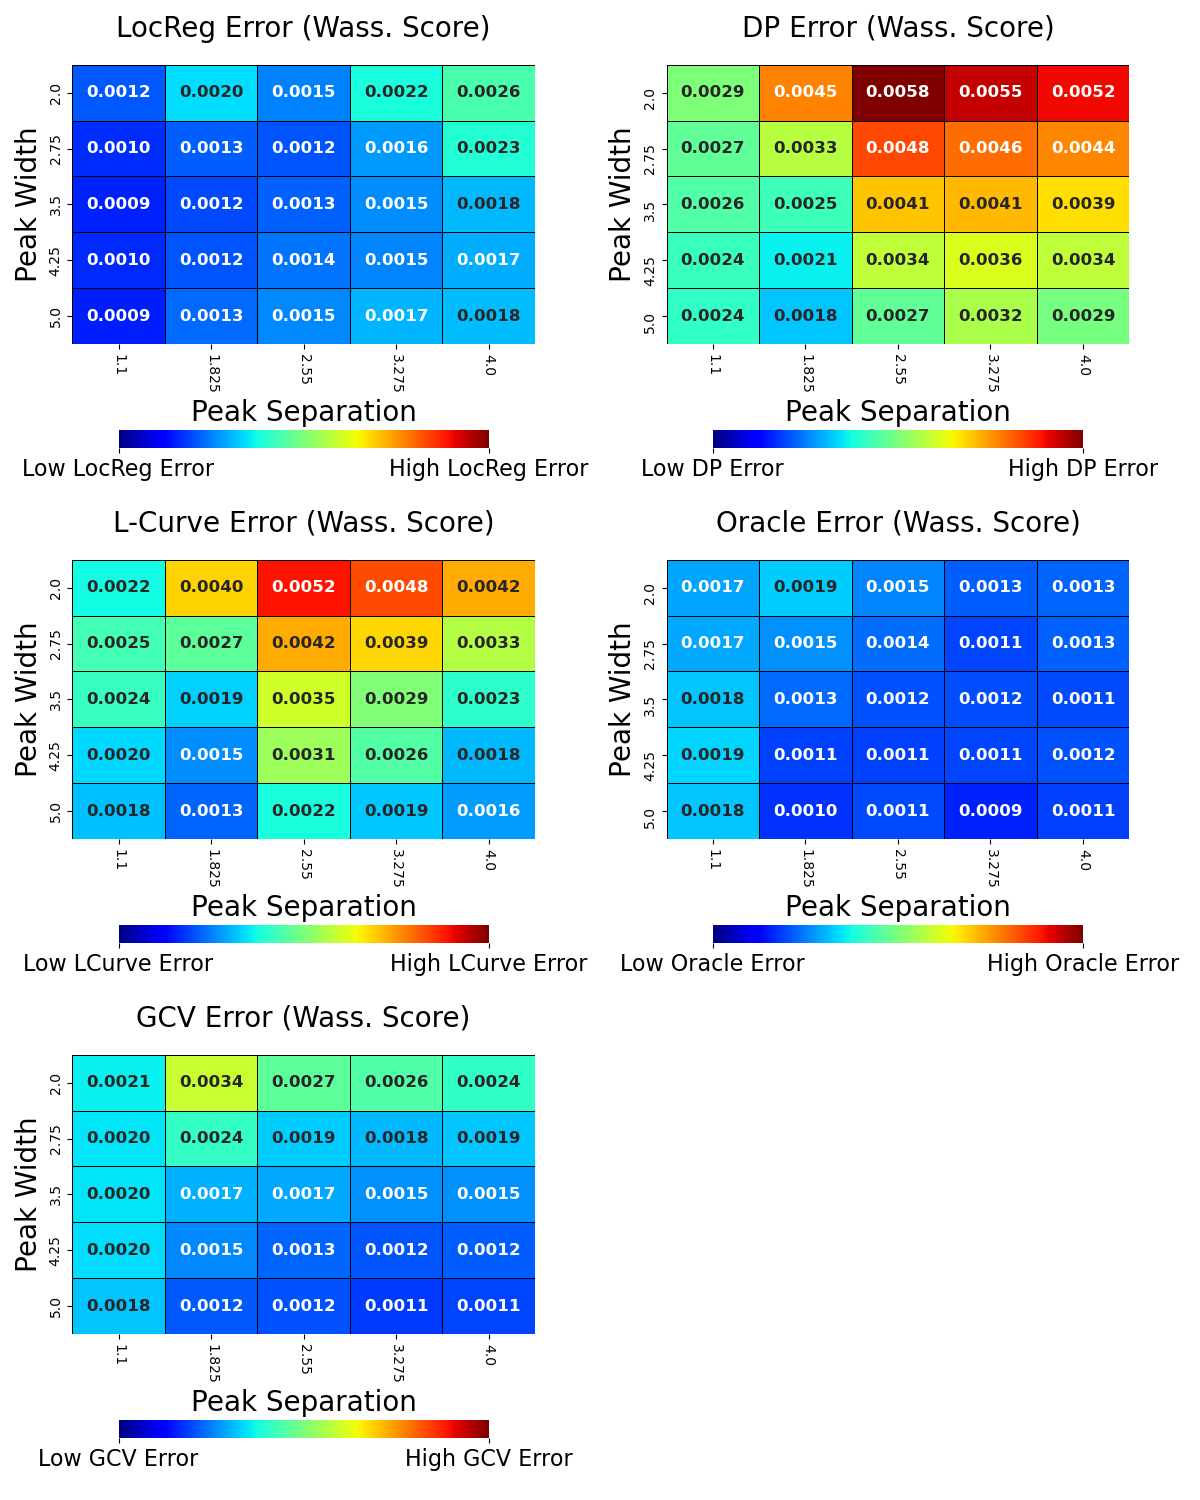 LocReg Error (Wass. Score)
Peak Width
2.0 0.0012 0.0020 0.0015 0.0022 0.0026
2.75 0.0010 0.0013 0.0012 0.0016 0.0023
3.5 0.0009 0.0012 0.0013 0.0015 0.0018
4.25 0.0010 0.0012 0.0014 0.0015 0.0017
5.0 0.0009 0.0013 0.0015 0.0017 0.0018
1.1 1.825 2.55 3.275 4.0
Peak Separation
Low LocReg Error High LocReg Error
DP Error (Wass. Score)
Peak Width
2.0 0.0029 0.0045 0.0058 0.0055 0.0052
2.75 0.0027 0.0033 0.0048 0.0046 0.0044
3.5 0.0026 0.0025 0.0041 0.0041 0.0039
4.25 0.0024 0.0021 0.0034 0.0036 0.0034
5.0 0.0024 0.0018 0.0027 0.0032 0.0029
1.1 1.825 2.55 3.275 4.0
Peak Separation
Low DP Error High DP Error
L-Curve Error (Wass. Score)
Peak Width
2.0 0.0022 0.0040 0.0052 0.0048 0.0042
2.75 0.0025 0.0027 0.0042 0.0039 0.0033
3.5 0.0024 0.0019 0.0035 0.0029 0.0023
4.25 0.0020 0.0015 0.0031 0.0026 0.0018
5.0 0.0018 0.0013 0.0022 0.0019 0.0016
1.1 1.825 2.55 3.275 4.0
Peak Separation
Low LCurve Error High LCurve Error
Oracle Error (Wass. Score)
Peak Width
2.0 0.0017 0.0019 0.0015 0.0013 0.0013
2.75 0.0017 0.0015 0.0014 0.0011 0.0013
3.5 0.0018 0.0013 0.0012 0.0012 0.0011
4.25 0.0019 0.0011 0.0011 0.0011 0.0012
5.0 0.0018 0.0010 0.0011 0.0009 0.0011
1.1 1.825 2.55 3.275 4.0
Peak Separation
Low Oracle Error High Oracle Error
GCV Error (Wass. Score)
Peak Width
2.0 0.0021 0.0034 0.0027 0.0026 0.0024
2.75 0.0020 0.0024 0.0019 0.0018 0.0019
3.5 0.0020 0.0017 0.0017 0.0015 0.0015
4.25 0.0020 0.0015 0.0013 0.0012 0.0012
5.0 0.0018 0.0012 0.0012 0.0011 0.0011
1.1 1.825 2.55 3.275 4.0
Peak Separation
Low GCV Error High GCV Error